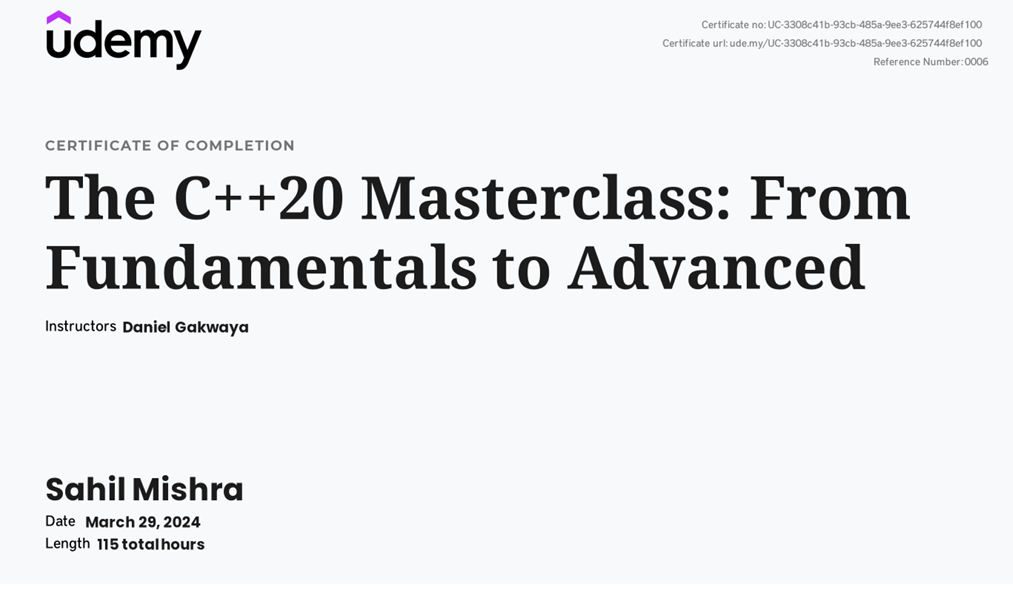 udemy
Certificate no: UC-3308c41b-93cb-485a-9ee3-625744f8ef100
Certificate url: ude.my/UC-3308c41b-93cb-485a-9ee3-625744f8ef100
Reference Number: 0006
CERTIFICATE OF COMPLETION
The C++20 Masterclass: From
Fundamentals to Advanced
Instructors Daniel Gakwaya
Sahil Mishra
Date March 29, 2024
Length 115 total hours